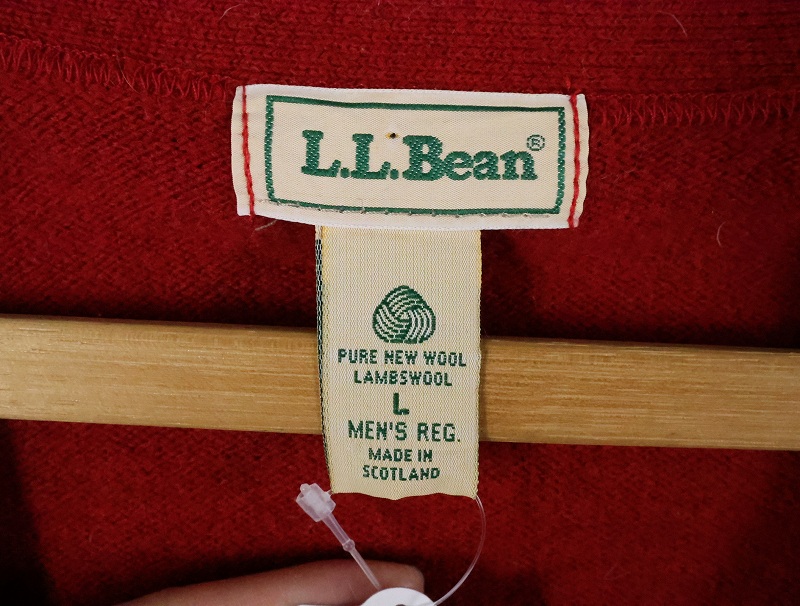 L.L.Bean®
PURE NEW WOOL
LAMBSWOOL
L
MEN'S REG.
MADE IN
SCOTLAND